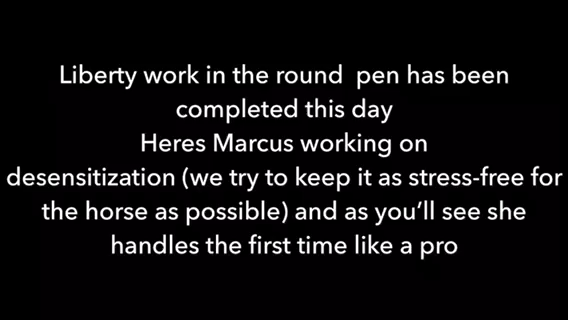 Liberty work in the round  pen has been
completed this day
Heres Marcus working on
desensitization (we try to keep it as stress-free for
the horse as possible) and as you’ll see she
handles the first time like a pro